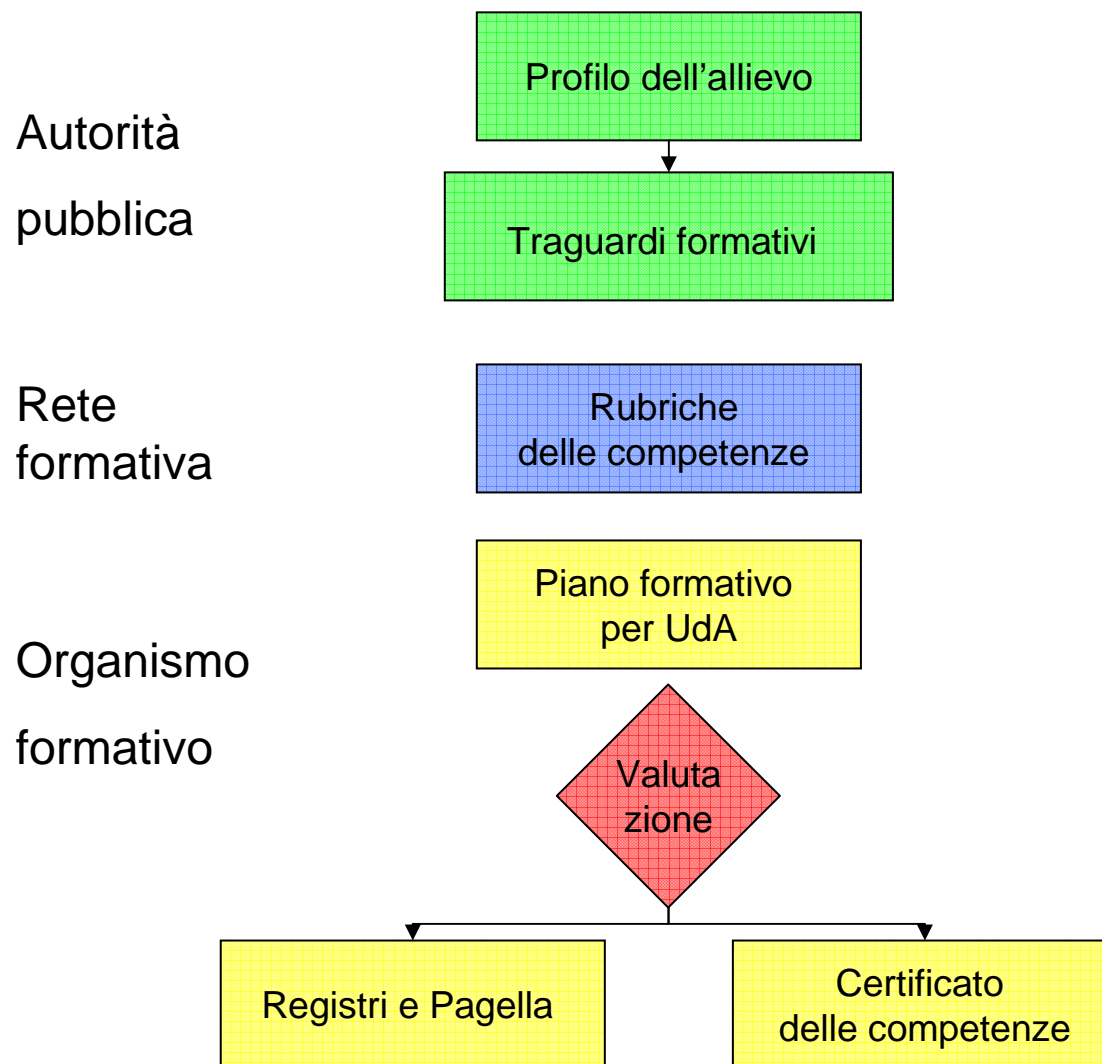 Profilo dell’allievo
Autorità
pubblica
Traguardi formativi
Rete
formativa
Rubriche
delle competenze
Piano formativo
per UdA
Organismo
formativo
Valuta
zione
Registri e Pagella
Certificato
delle competenze